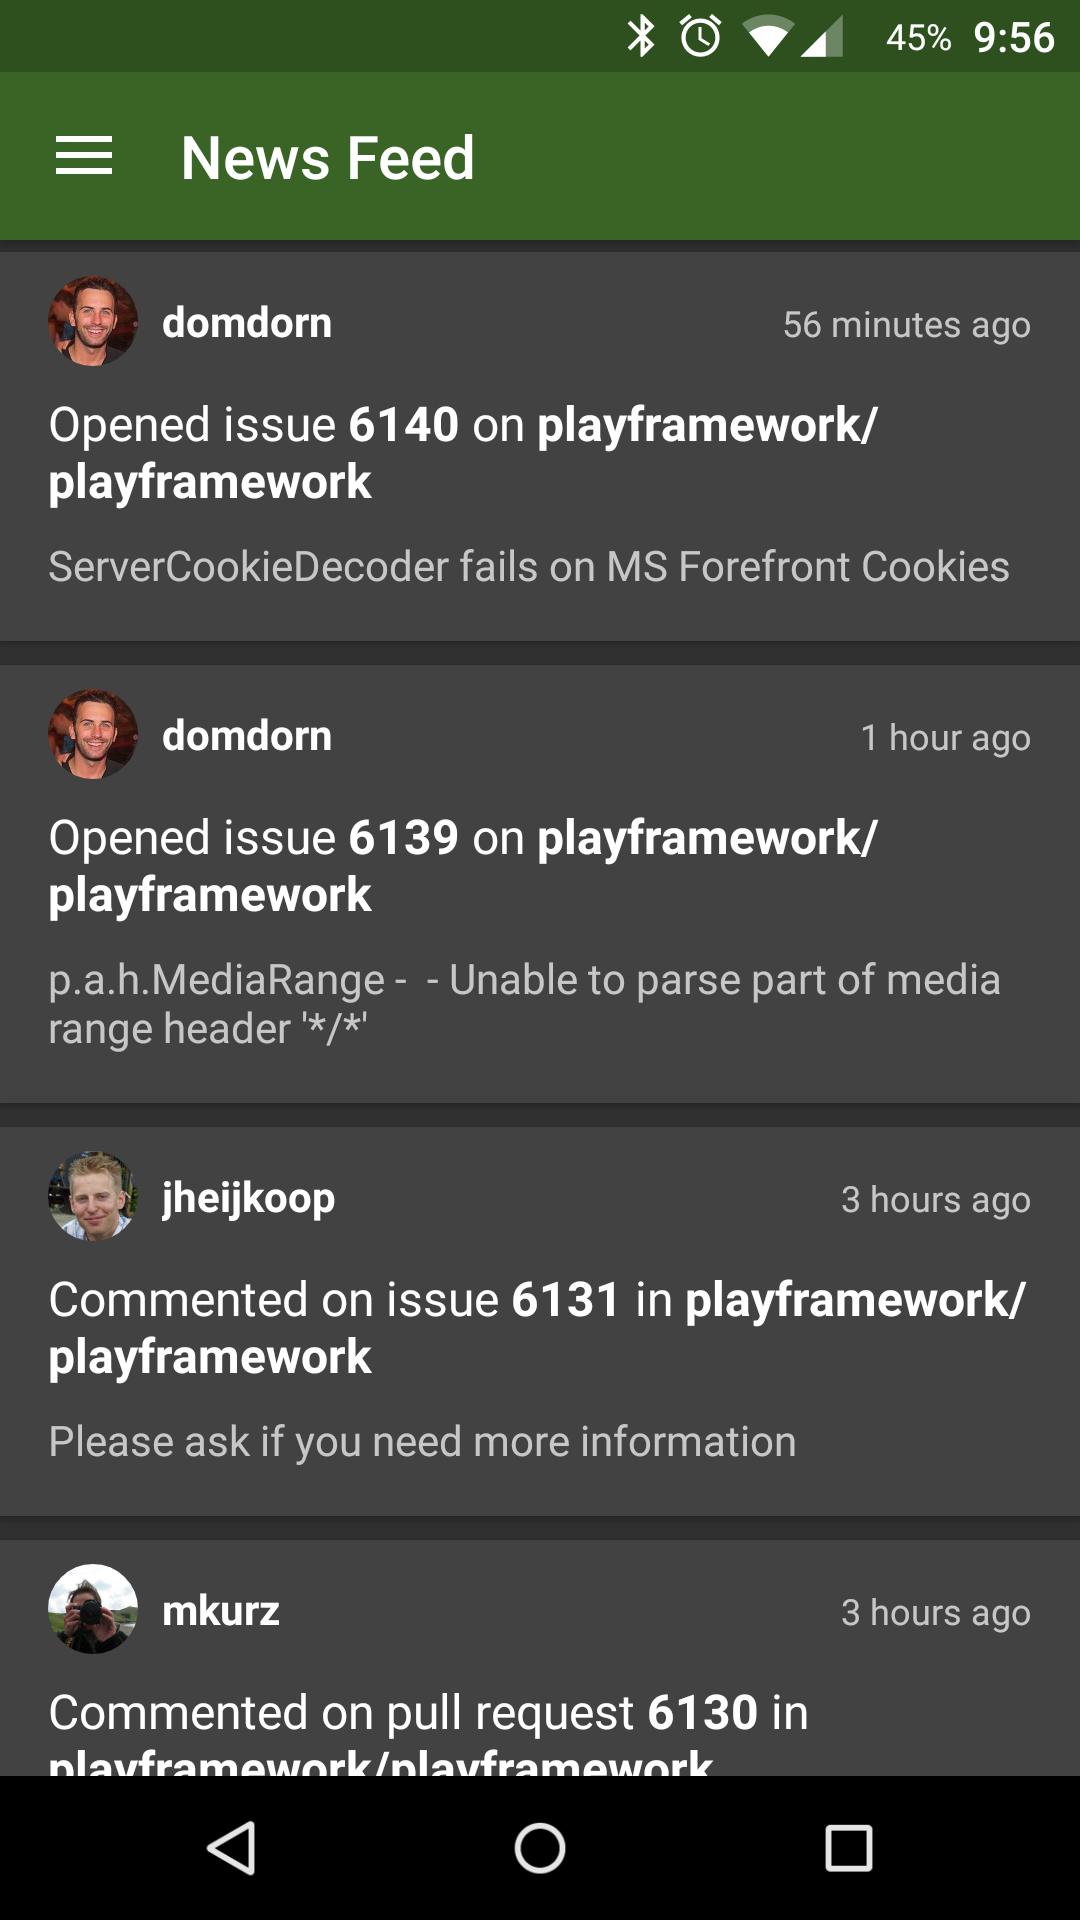 45% 9:56
News Feed
domdorn 56 minutes ago
Opened issue 6140 on playframework/
playframework
ServerCookieDecoder fails on MS Forefront Cookies
domdorn 1 hour ago
Opened issue 6139 on playframework/
playframework
p.a.h.MediaRange -  - Unable to parse part of media
range header '*/*'
jheijkoop 3 hours ago
Commented on issue 6131 in playframework/
playframework
Please ask if you need more information
mkurz 3 hours ago
Commented on pull request 6130 in
playframework/playframework